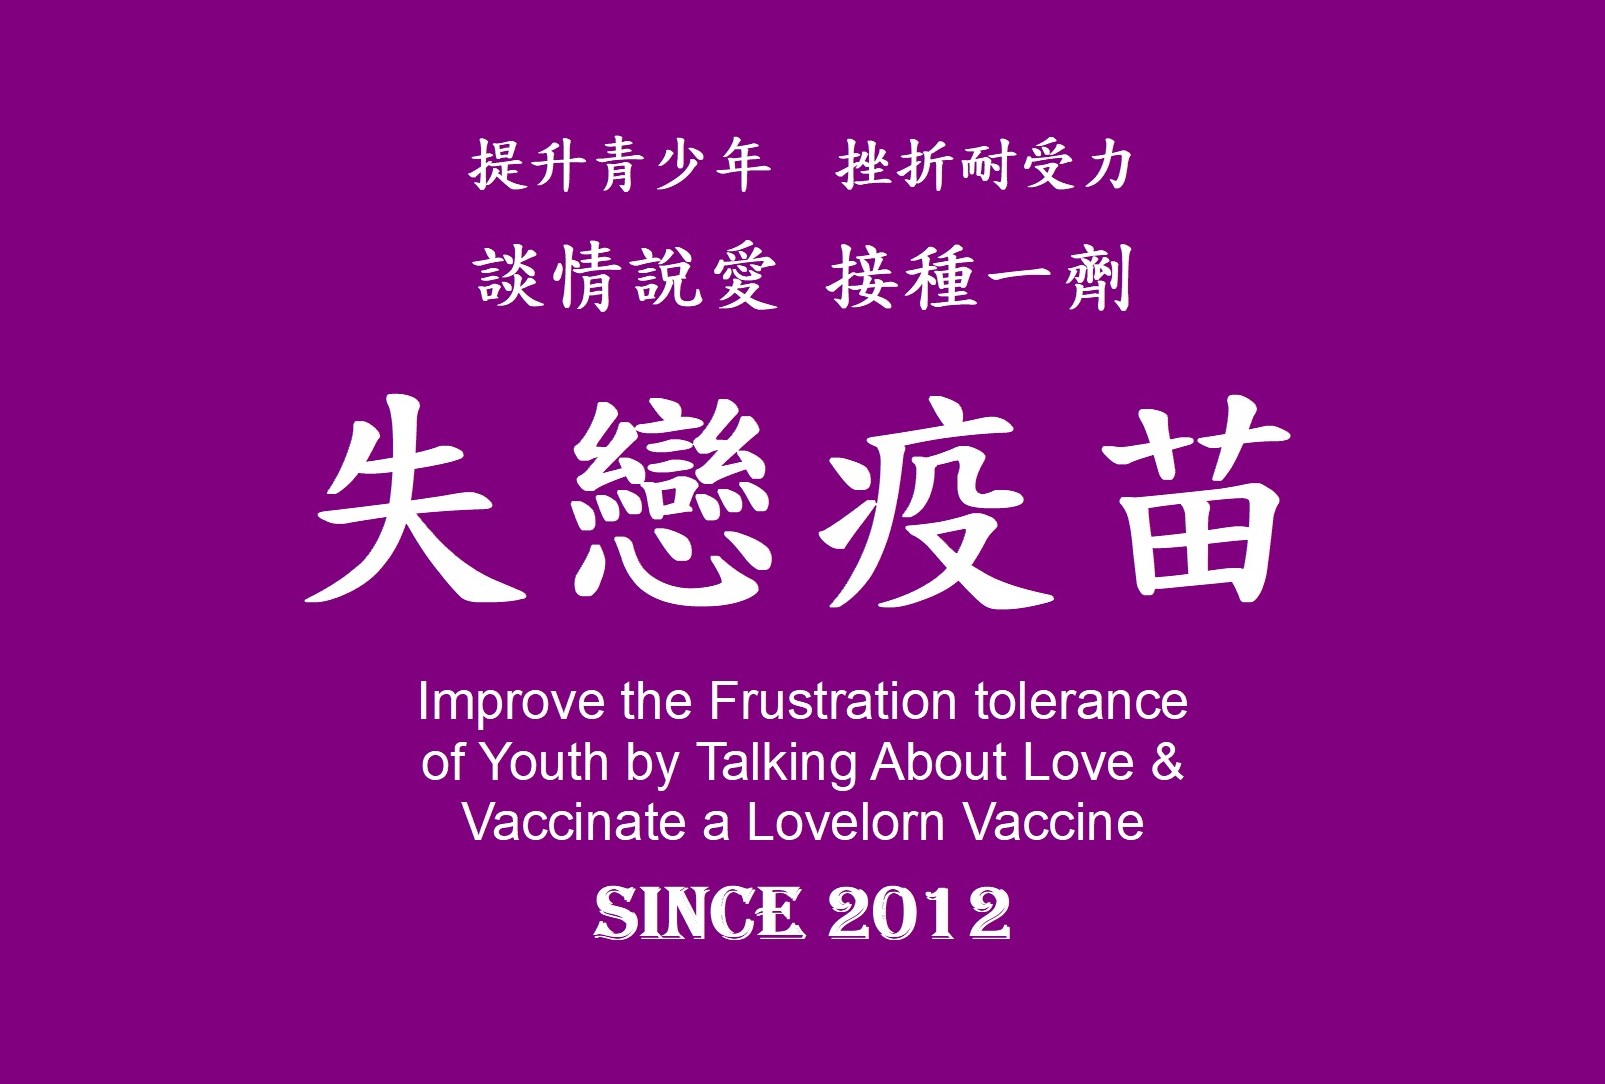 提升青少年 挫折耐受力
談情說愛 接種一劑
失戀疫苗
Improve the Frustration tolerance
of Youth by Talking About Love &
Vaccinate a Lovelorn Vaccine
SINCE 2012